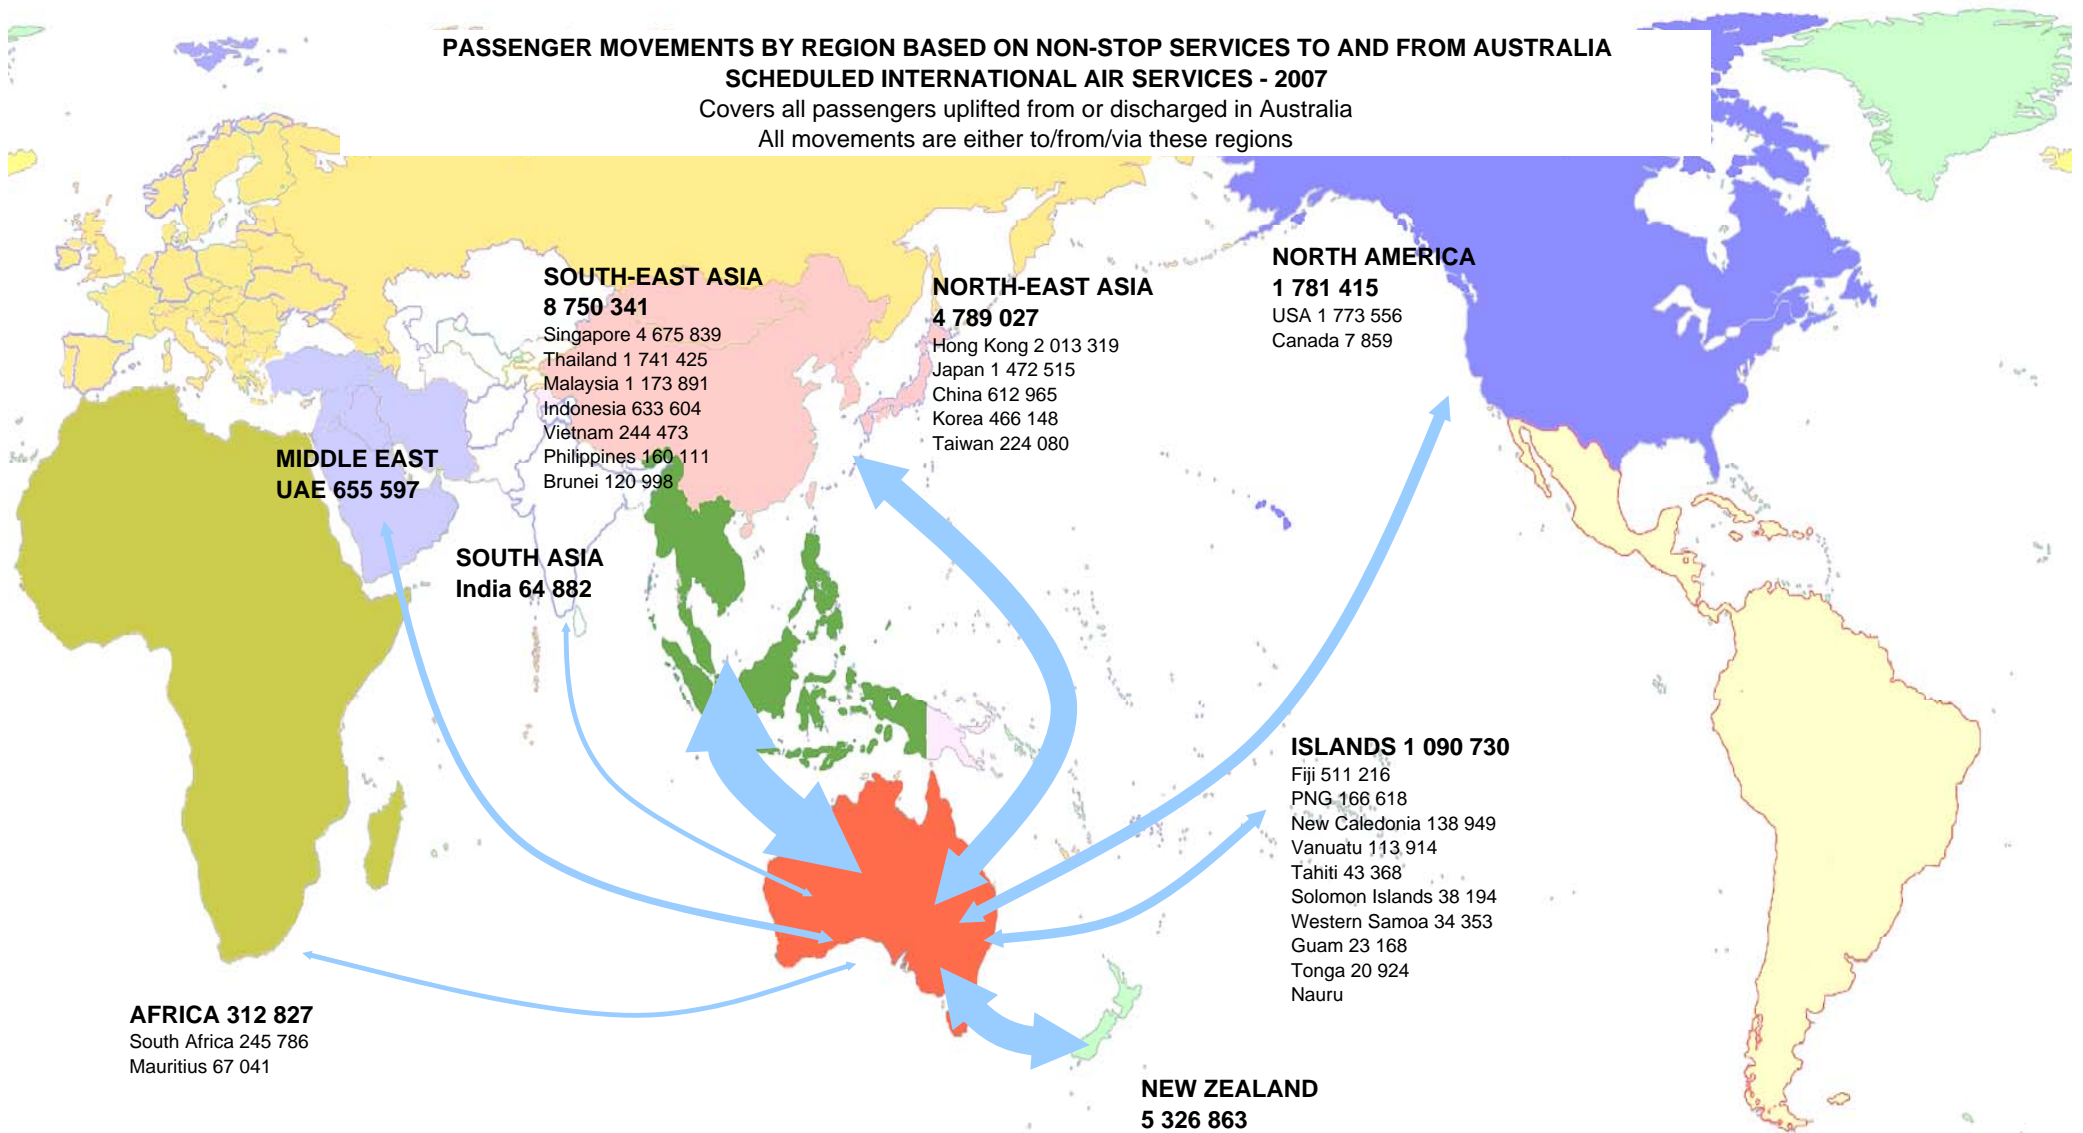 PASSENGER MOVEMENTS BY REGION BASED ON NON-STOP SERVICES TO AND FROM AUSTRALIA
SCHEDULED INTERNATIONAL AIR SERVICES - 2007
Covers all passengers uplifted from or discharged in Australia
All movements are either to/from/via these regions
SOUTH-EAST ASIA
8 750 341
Singapore 4 675 839
Thailand 1 741 425
Malaysia 1 173 891
Indonesia 633 604
Vietnam 244 473
Philippines 160 111
Brunei 120 998
NORTH-EAST ASIA
4 789 027
Hong Kong 2 013 319
Japan 1 472 515
China 612 965
Korea 466 148
Taiwan 224 080
NORTH AMERICA
1 781 415
USA 1 773 556
Canada 7 859
MIDDLE EAST
UAE 655 597
SOUTH ASIA
India 64 882
ISLANDS 1 090 730
Fiji 511 216
PNG 166 618
New Caledonia 138 949
Vanuatu 113 914
Tahiti 43 368
Solomon Islands 38 194
Western Samoa 34 353
Guam 23 168
Tonga 20 924
Nauru
AFRICA 312 827
South Africa 245 786
Mauritius 67 041
NEW ZEALAND
5 326 863